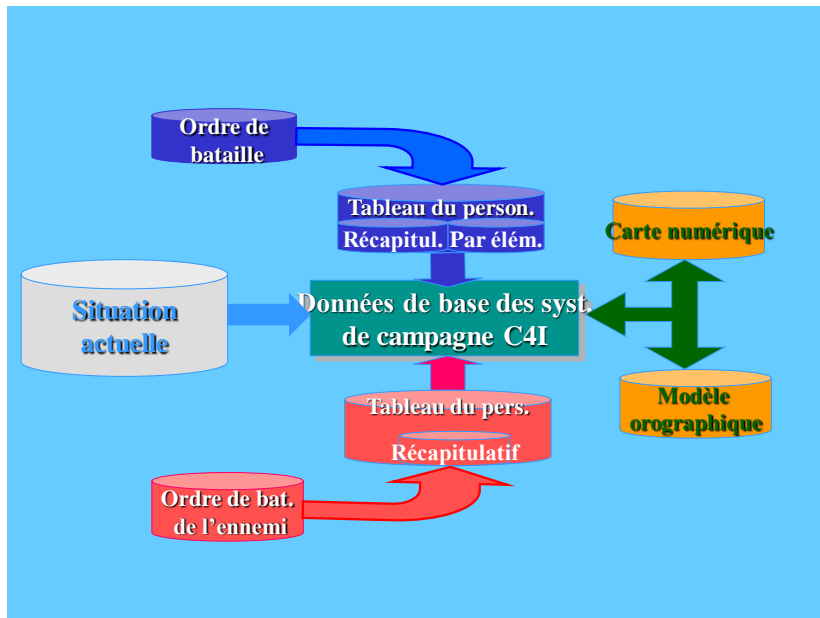 Ordre de
bataille
Tableau du person.
Récapitul. Par élém.
Carte numérique
Situation
actuelle
Données de base des syst.
de campagne C4I
Tableau du pers.
Récapitulatif
Modèle
orographique
Ordre de bat.
de l’ennemi